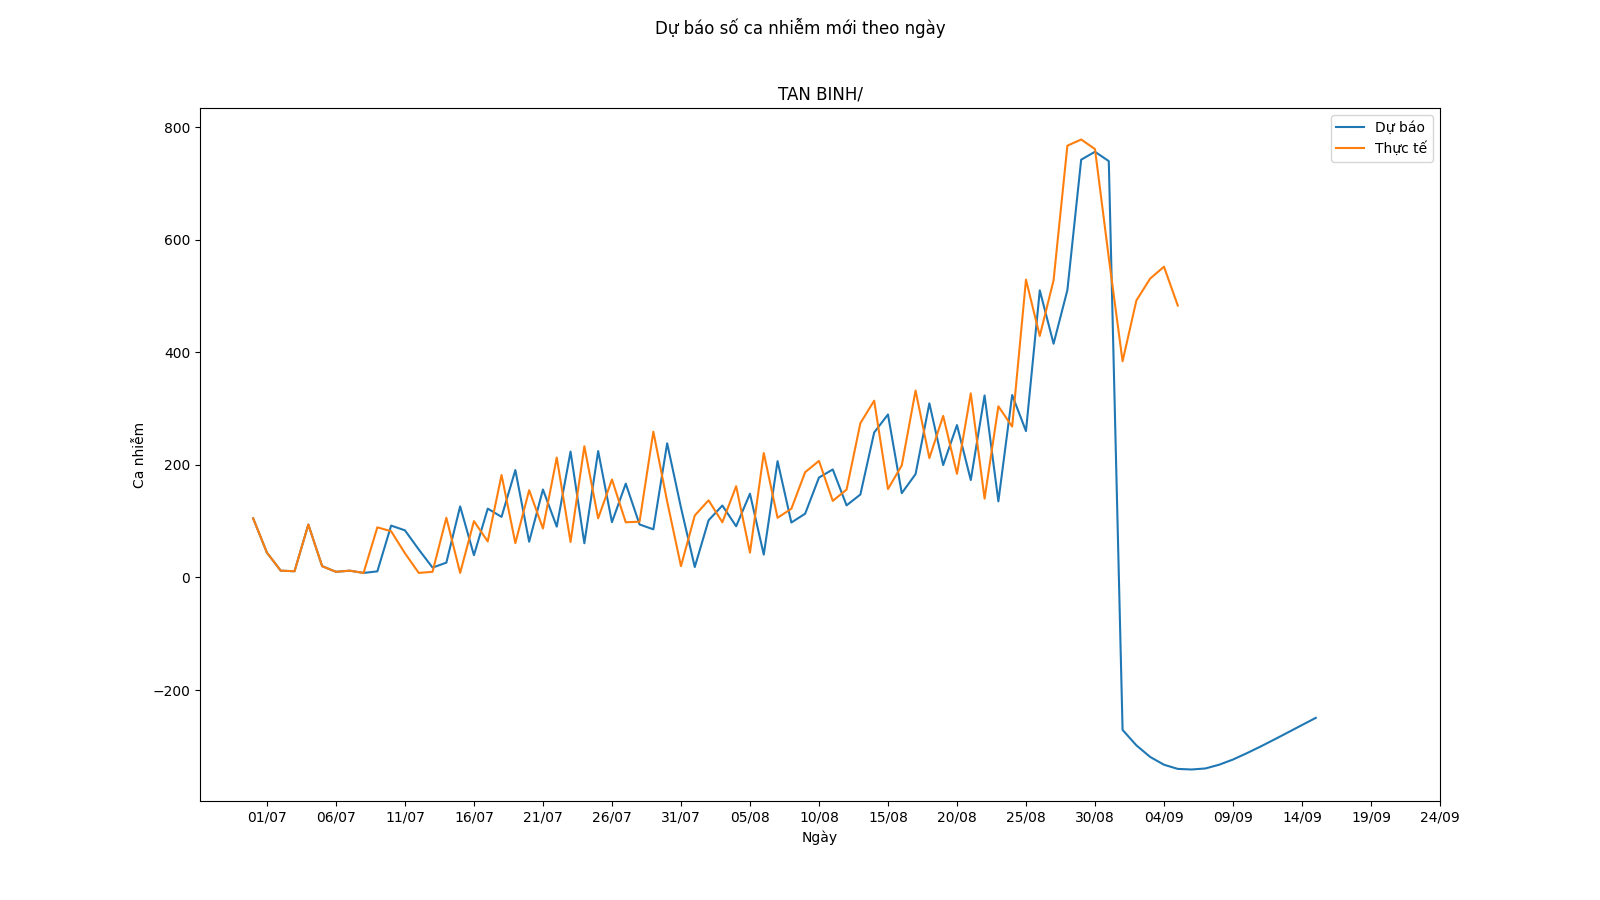 Dự báo số ca nhiễm mới theo ngày
TAN BINH/
Dự báo
Thực tế
Ca nhiễm
800
600
400
200
0
−200
01/07 06/07 11/07 16/07 21/07 26/07 31/07 05/08 10/08 15/08 20/08 25/08 30/08 04/09 09/09 14/09 19/09 24/09
Ngày